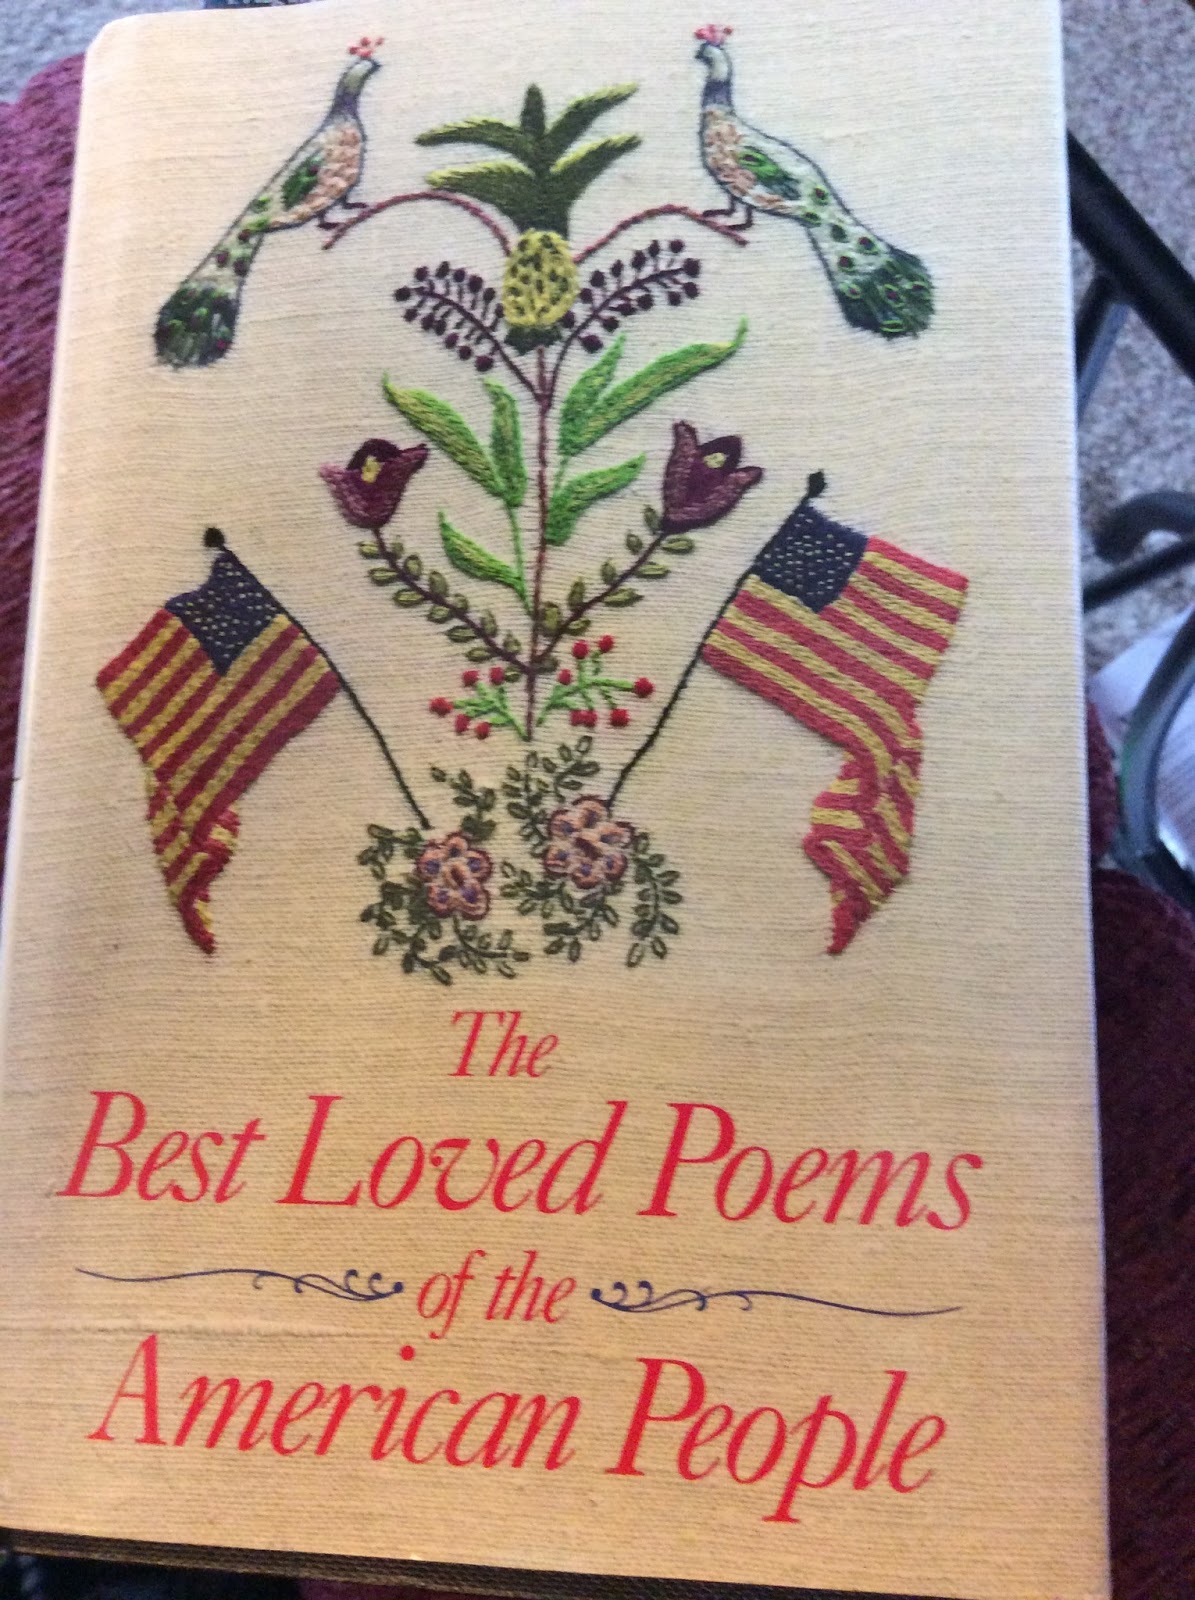 The
Best Loved Poems
of the
American People